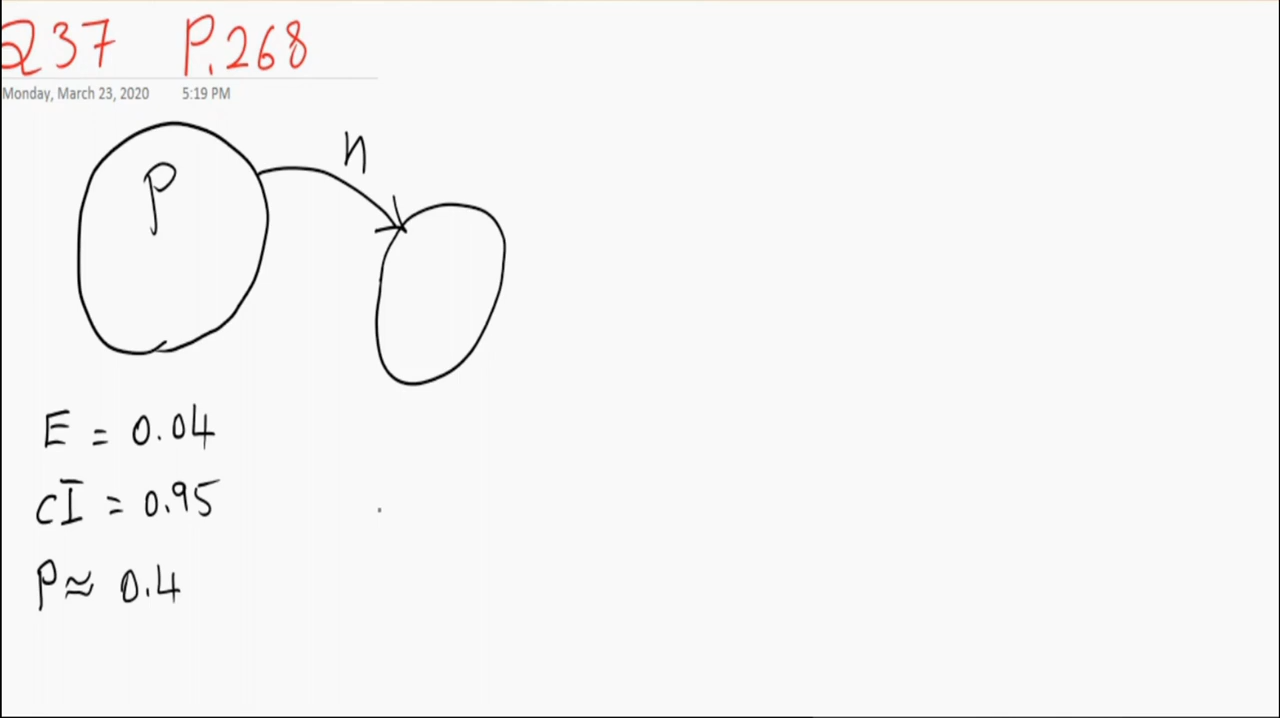 Q37 P.268
Monday, March 23, 2020 5:19 PM
n
P
E = 0.04
CI = 0.95
P≈ 0.4